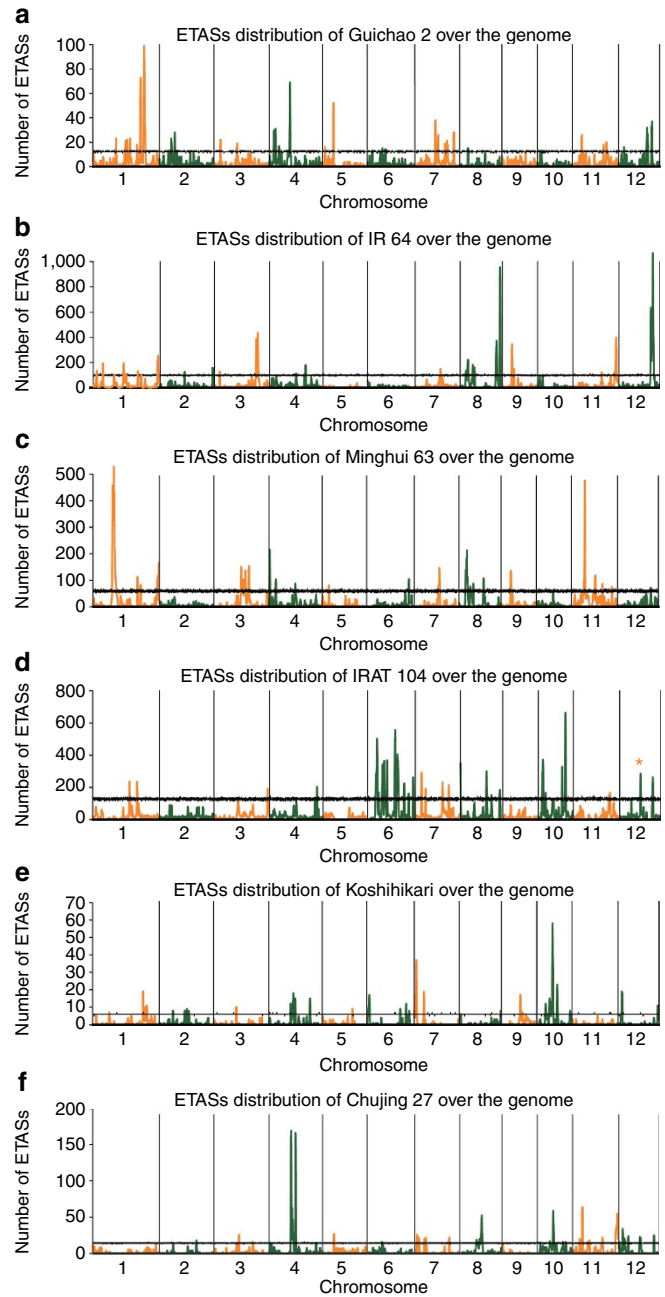 a
ETASs distribution of Guichao 2 over the genome
Number of ETASs
100
80
60
40
20
0
1 2 3 4 5 6 7 8 9 10 11 12
Chromosome
b
ETASs distribution of IR 64 over the genome
Number of ETASs
1,000
800
600
400
200
0
1 2 3 4 5 6 7 8 9 10 11 12
Chromosome
c
ETASs distribution of Minghui 63 over the genome
Number of ETASs
500
400
300
200
100
0
1 2 3 4 5 6 7 8 9 10 11 12
Chromosome
d
ETASs distribution of IRAT 104 over the genome
Number of ETASs
800
600
400
200
0
*
1 2 3 4 5 6 7 8 9 10 11 12
Chromosome
e
ETASs distribution of Koshihikari over the genome
Number of ETASs
70
60
50
40
30
20
10
0
1 2 3 4 5 6 7 8 9 10 11 12
Chromosome
f
ETASs distribution of Chujing 27 over the genome
Number of ETASs
200
150
100
50
0
1 2 3 4 5 6 7 8 9 10 11 12
Chromosome